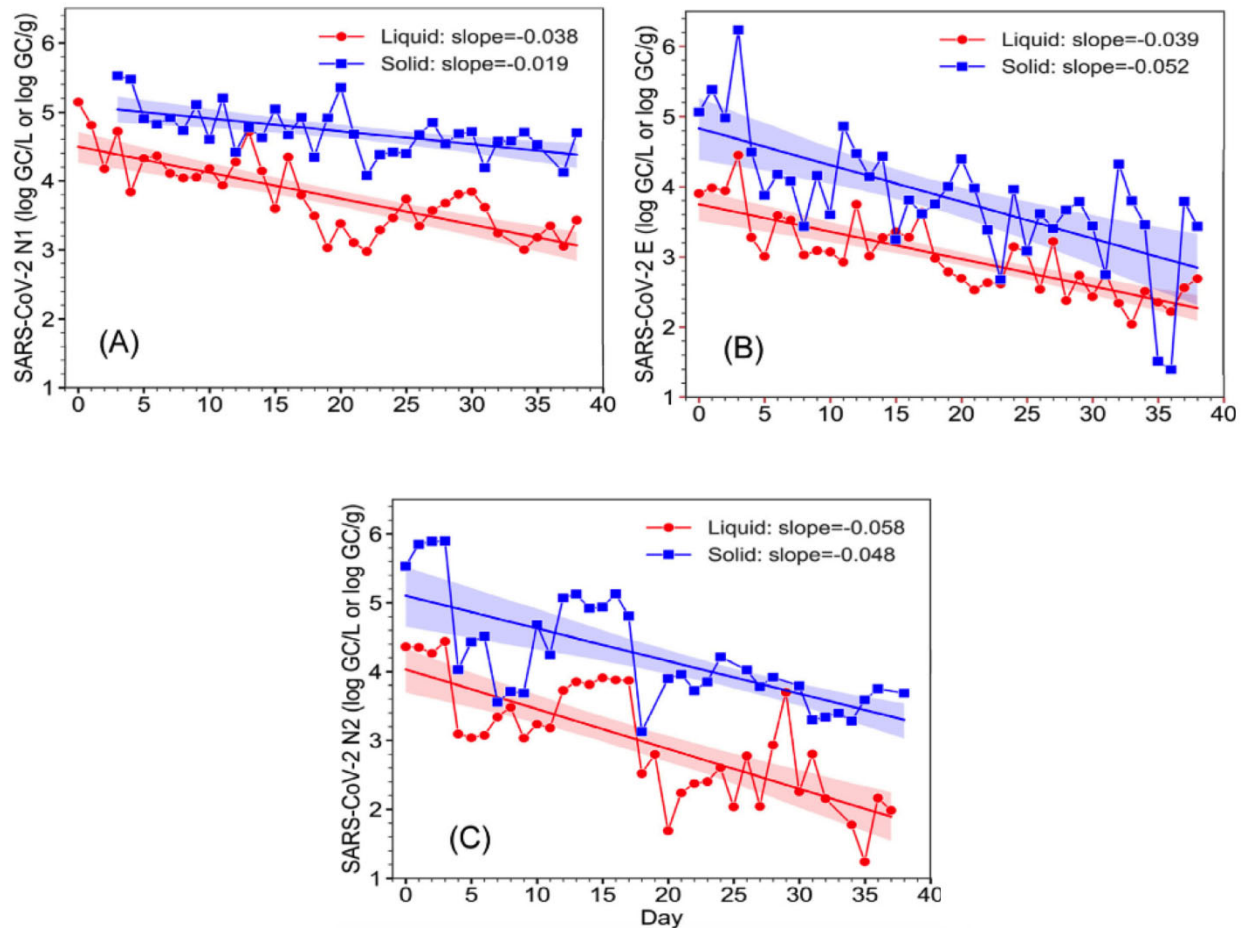 SARS-CoV-2 N1 (log GC/L or log GC/g)
6
5
4
3
2
1
Liquid: slope=-0.038
Solid: slope=-0.019
(A)
0 5 10 15 20 25 30 35 40
SARS-CoV-2 E (log GC/L or log GC/g)
6
5
4
3
2
1
Liquid: slope=-0.039
Solid: slope=-0.052
(B)
0 5 10 15 20 25 30 35 40
SARS-CoV-2 N2 (log GC/L or log GC/g)
6
5
4
3
2
1
Liquid: slope=-0.058
Solid: slope=-0.048
(C)
0 5 10 15 20 25 30 35 40
Day